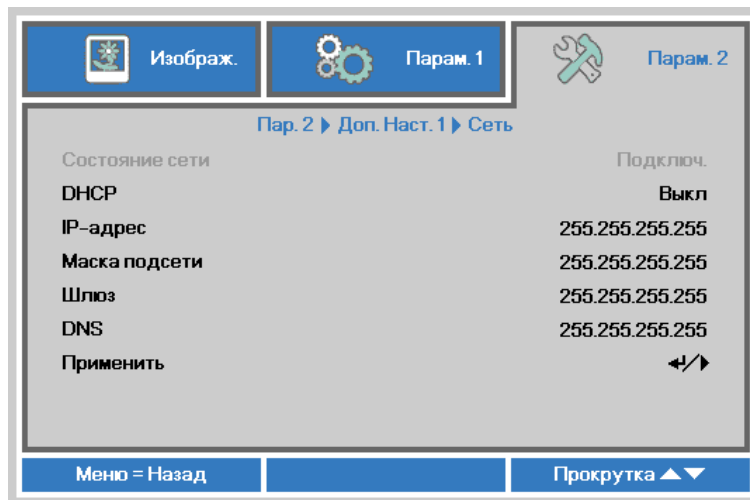 Изображ.
Парам. 1
Парам. 2
Пар. 2 ▶ Доп. Наст. 1 ▶ Сеть
Состояние сети Подключ.
DHCP Выкл
IP-адрес 255.255.255.255
Маска подсети 255.255.255.255
Шлюз 255.255.255.255
DNS 255.255.255.255
Применить ↵/▶
Меню = Назад
Прокрутка ▲▼